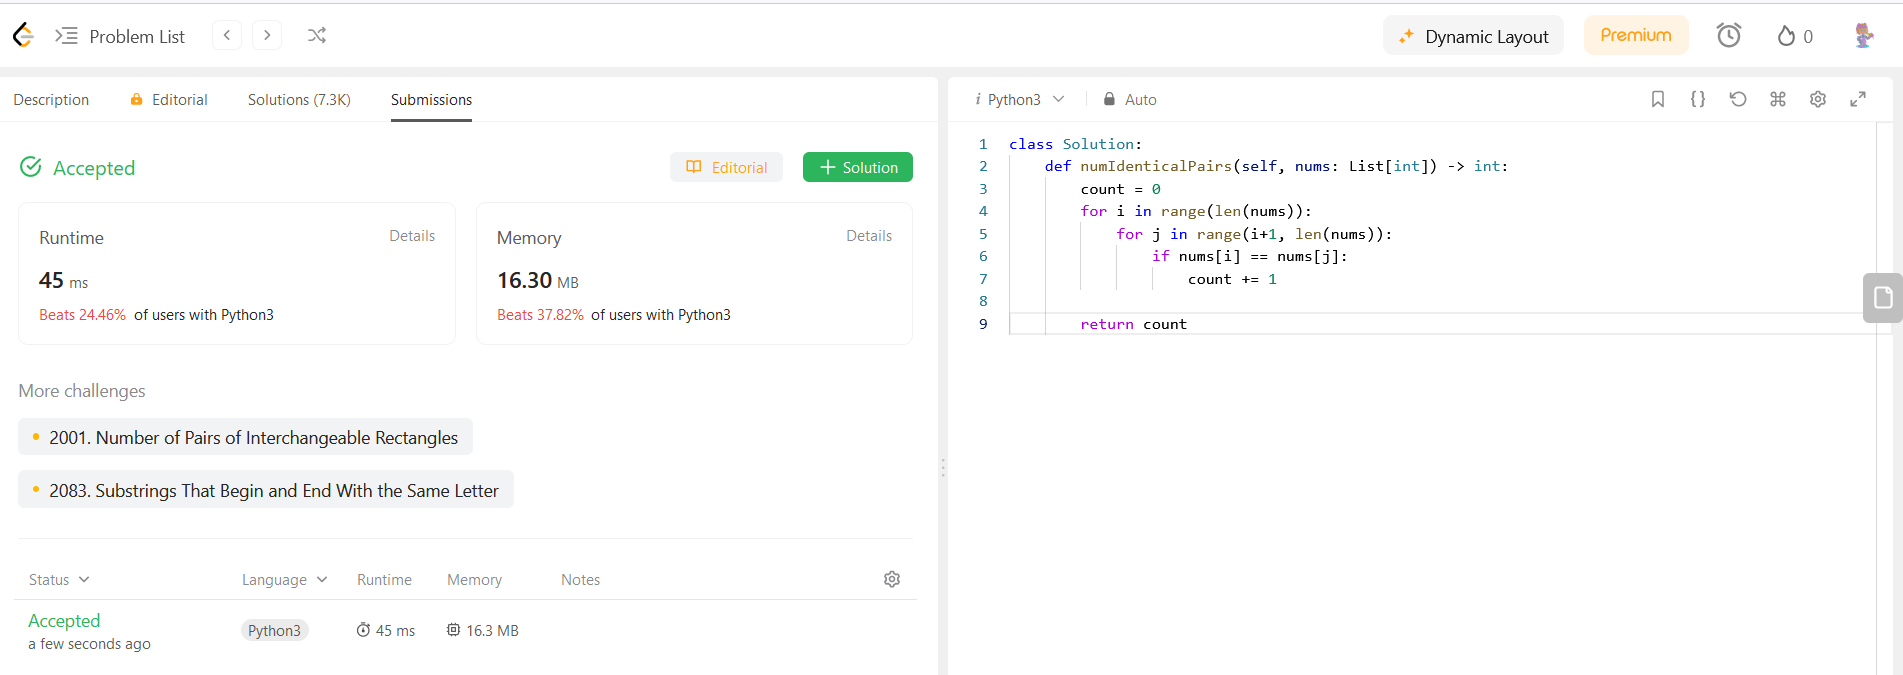 Problem List
Dynamic Layout
Premium
0
Description
Editorial
Solutions (7.3K)
Submissions
Accepted
Editorial
Solution
Runtime
Details
45 ms
Beats 24.46% of users with Python3
Memory
Details
16.30 MB
Beats 37.82% of users with Python3
More challenges
2001. Number of Pairs of Interchangeable Rectangles
2083. Substrings That Begin and End With the Same Letter
Status Language Runtime Memory Notes
Accepted
a few seconds ago
Python3
45 ms
16.3 MB
i Python3
Auto
1 class Solution:
2     def numIdenticalPairs(self, nums: List[int]) -> int:
3         count = 0
4         for i in range(len(nums)):
5             for j in range(i+1, len(nums)):
6                 if nums[i] == nums[j]:
7                     count += 1
8
9         return count